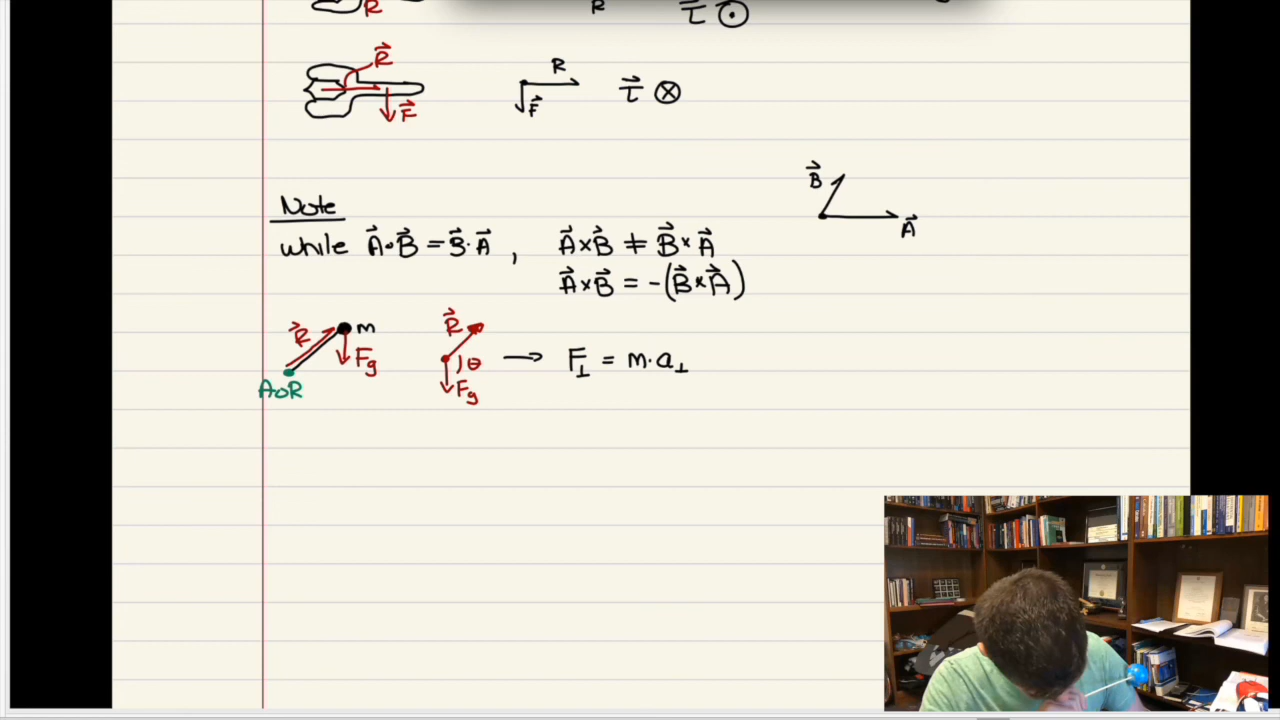 R R τ⃗ ⊙
R⃗ F⃗ R F⃗ τ⃗ ⊗
B⃗ A⃗
Note
while A⃗∘B⃗ = B⃗·A⃗ , A⃗×B⃗ ≠ B⃗×A⃗
A⃗×B⃗ = -(B⃗×A⃗)
R⃗ m Fg AoR
R⃗ θ Fg → F⊥ = m·a⊥